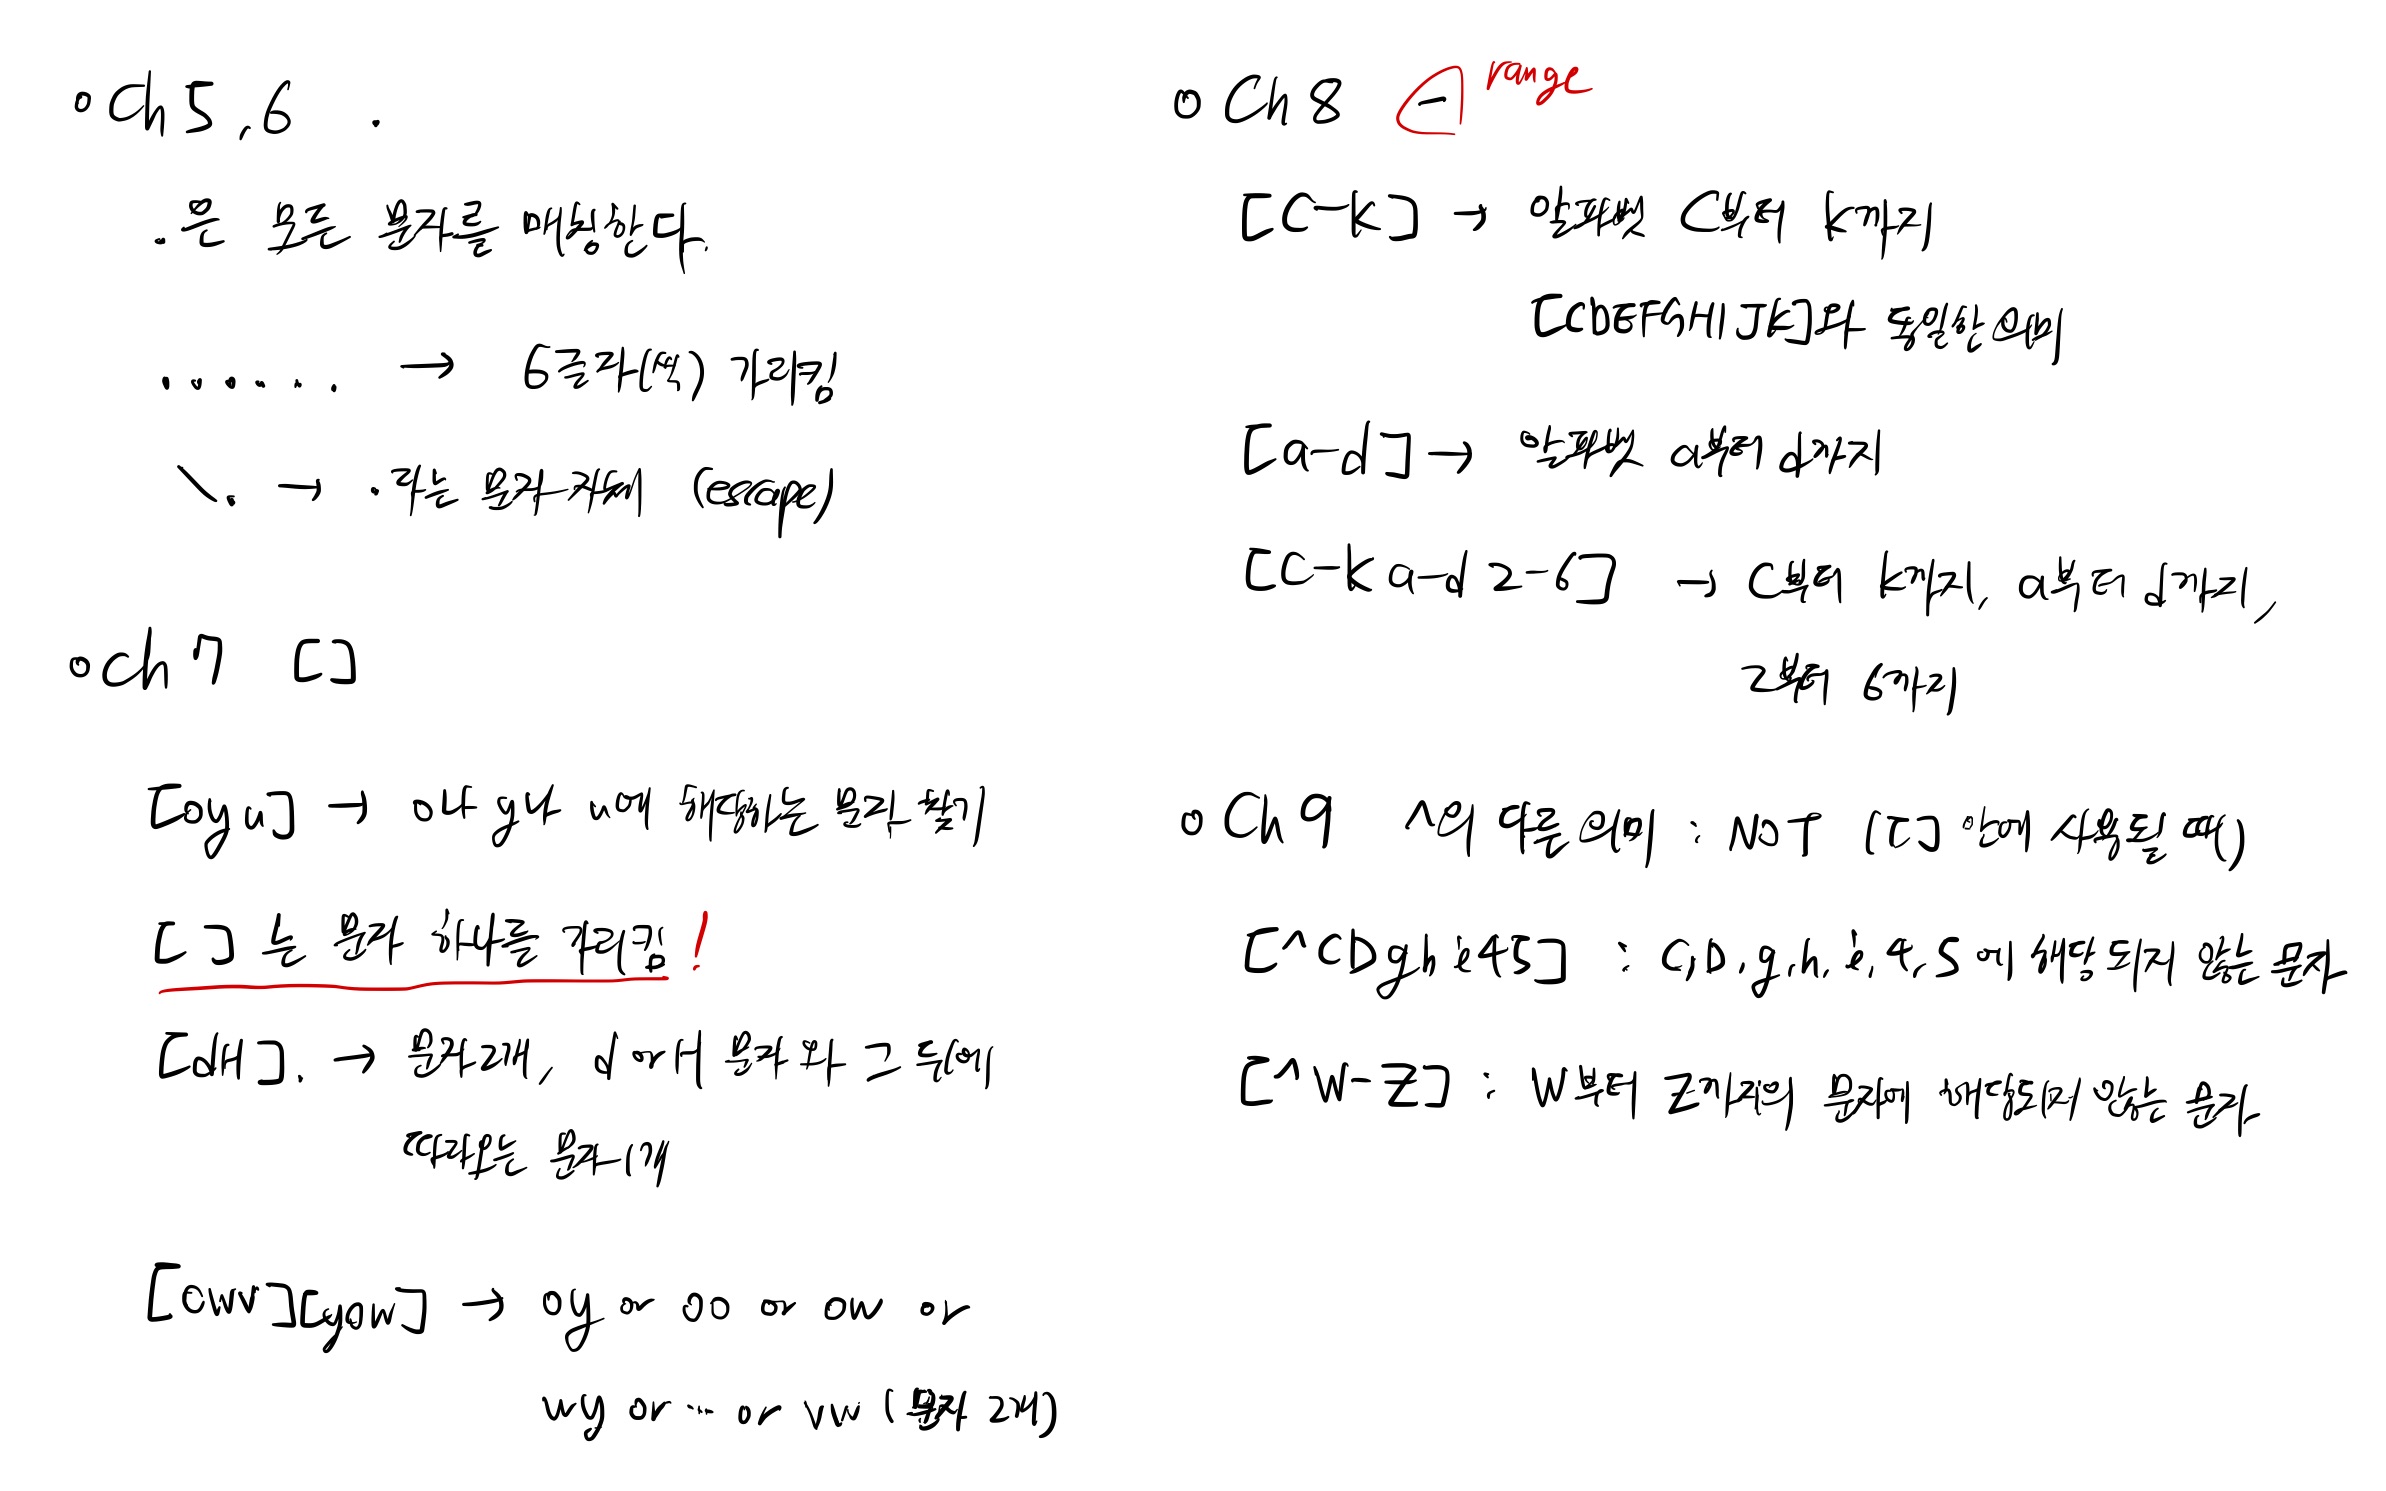 Ch 5, 6 .
.은 모든 문자를 매칭한다.
...... → 6글자(씩) 가리킴
\. → .라는 문자 자체 (escape)
Ch 7 []
[oyu] → o나 y나 u에 해당하는 문자 찾기
[ ] 는 문자 하나를 가리킴!
[dH]. → 문자 2개, d or H 문자와 그 뒤에
따라오는 문자 1개
[owv][yow] → oy or oo or ow or
wy or ... or vw (문자 2개)
Ch 8 - range
[C-K] → 알파벳 C부터 K까지
[CDEFGHIJK]와 동일한 의미
[a-d] → 알파벳 a부터 d까지
[C-K a-d 2-6] → C부터 K까지, a부터 d까지,
2부터 6까지
Ch 9 ^의 다른 의미 : NOT ([] 안에 사용될 때)
[^CDghi45] : C, D, g, h, i, 4, 5에 해당되지 않는 문자
[^W-Z] : W부터 Z까지의 문자에 해당되지 않는 문자